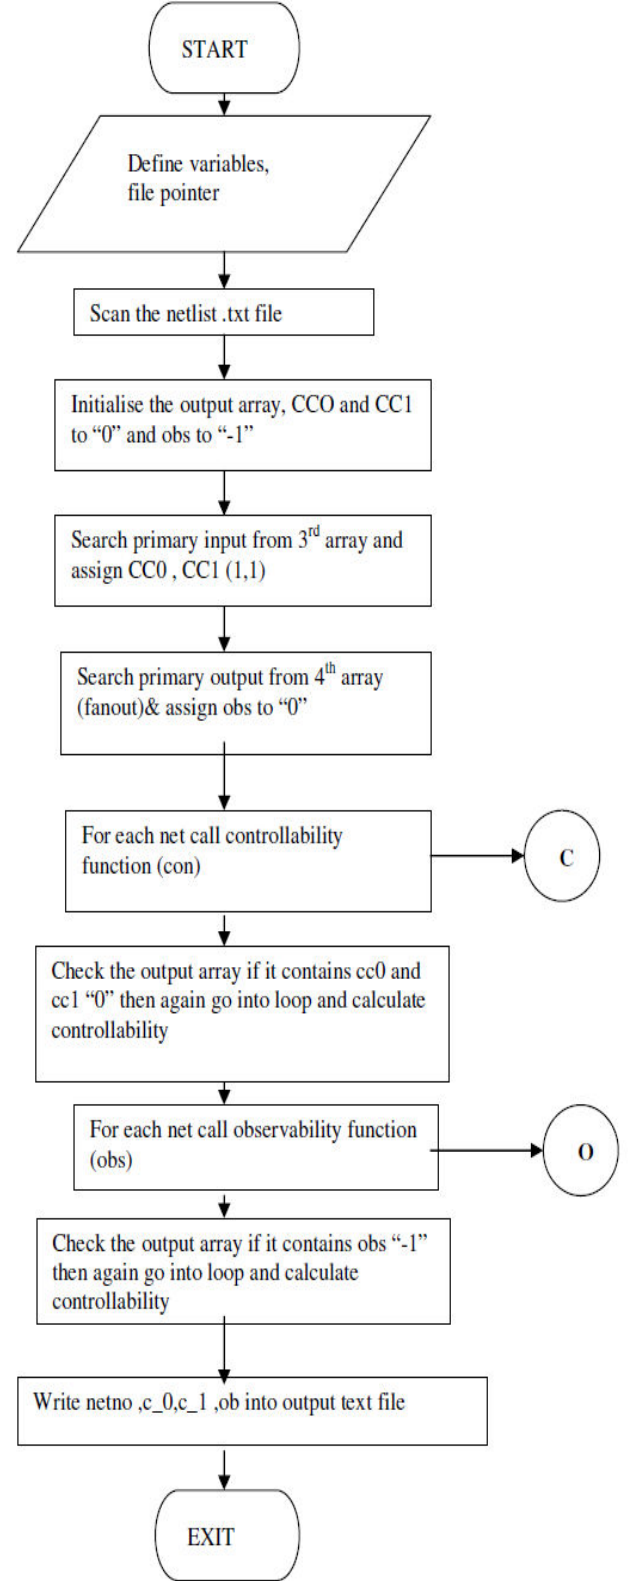 START
Define variables,
file pointer
Scan the netlist .txt file
Initialise the output array, CCO and CC1
to “0” and obs to “-1”
Search primary input from 3rd array and
assign CC0 , CC1 (1,1)
Search primary output from 4th array
(fanout)& assign obs to “0”
For each net call controllability
function (con)
C
Check the output array if it contains cc0 and
cc1 “0” then again go into loop and calculate
controllability
For each net call observability function
(obs)
O
Check the output array if it contains obs “-1”
then again go into loop and calculate
controllability
Write netno ,c_0,c_1 ,ob into output text file
EXIT